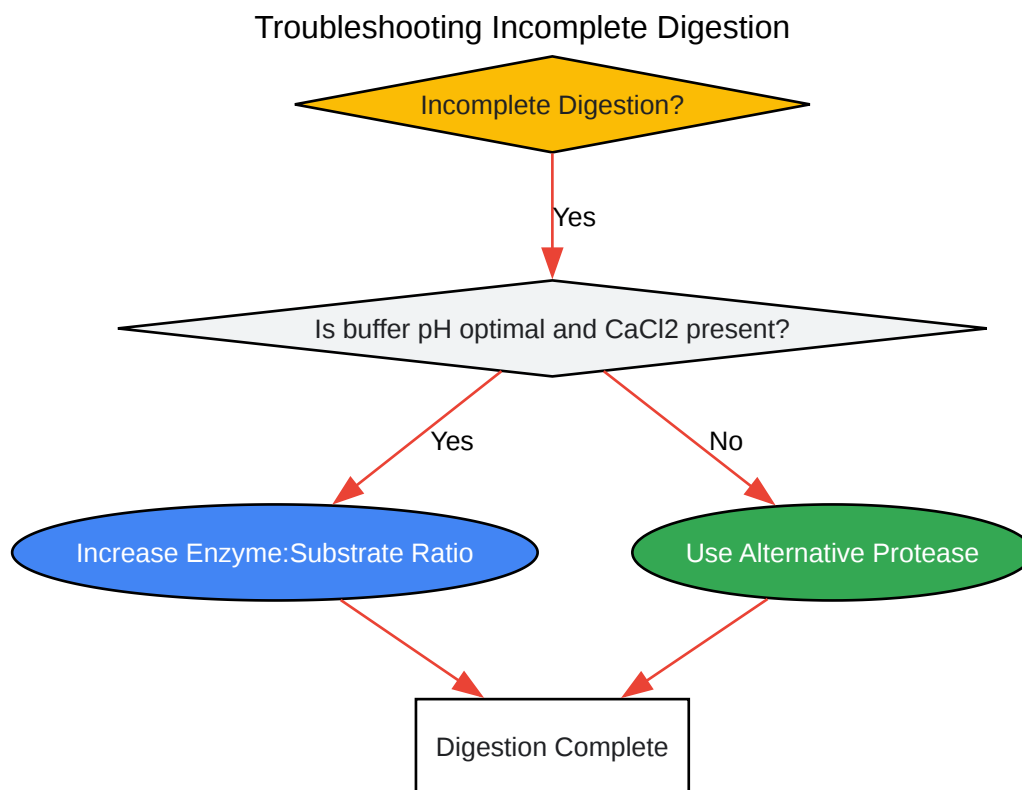 Troubleshooting Incomplete Digestion
Incomplete Digestion?
Yes
Is buffer pH optimal and CaCl2 present?
Yes
No
Increase Enzyme:Substrate Ratio
Use Alternative Protease
Digestion Complete